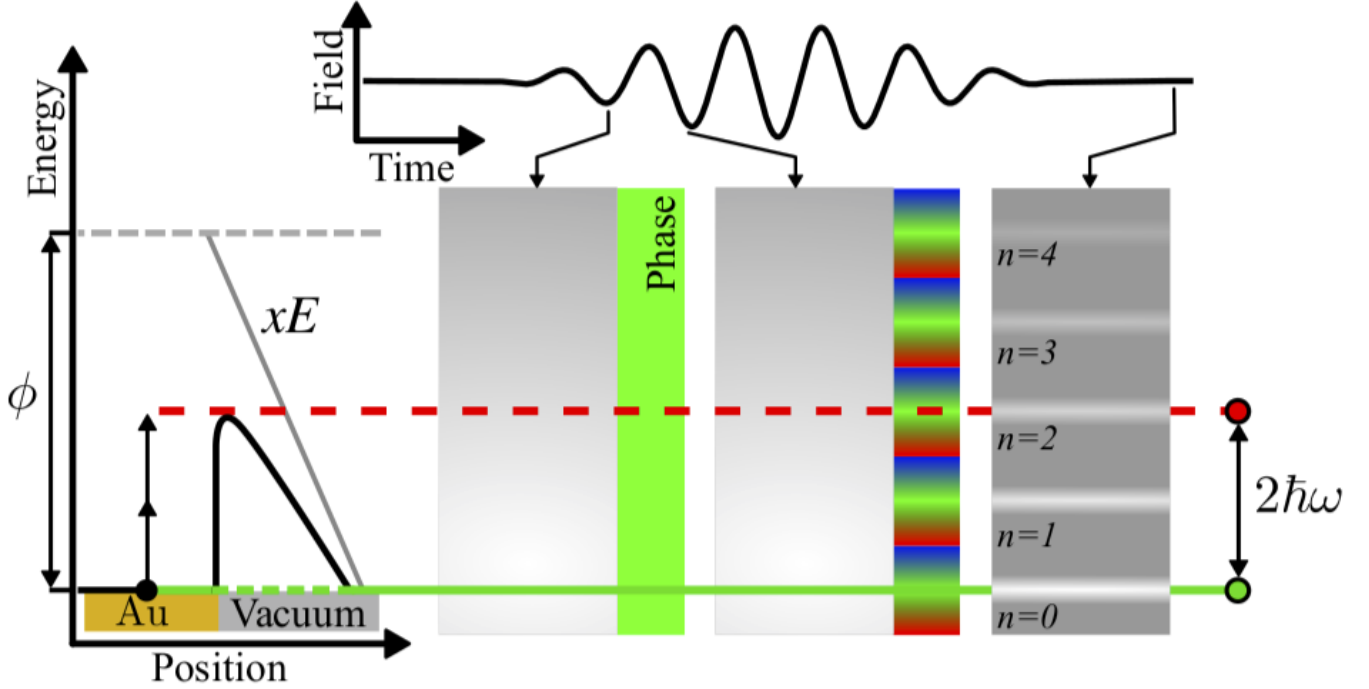 Field
Time
Energy
ϕ
xE
Au
Vacuum
Position
Phase
n=4
n=3
n=2
n=1
n=0
2ħω